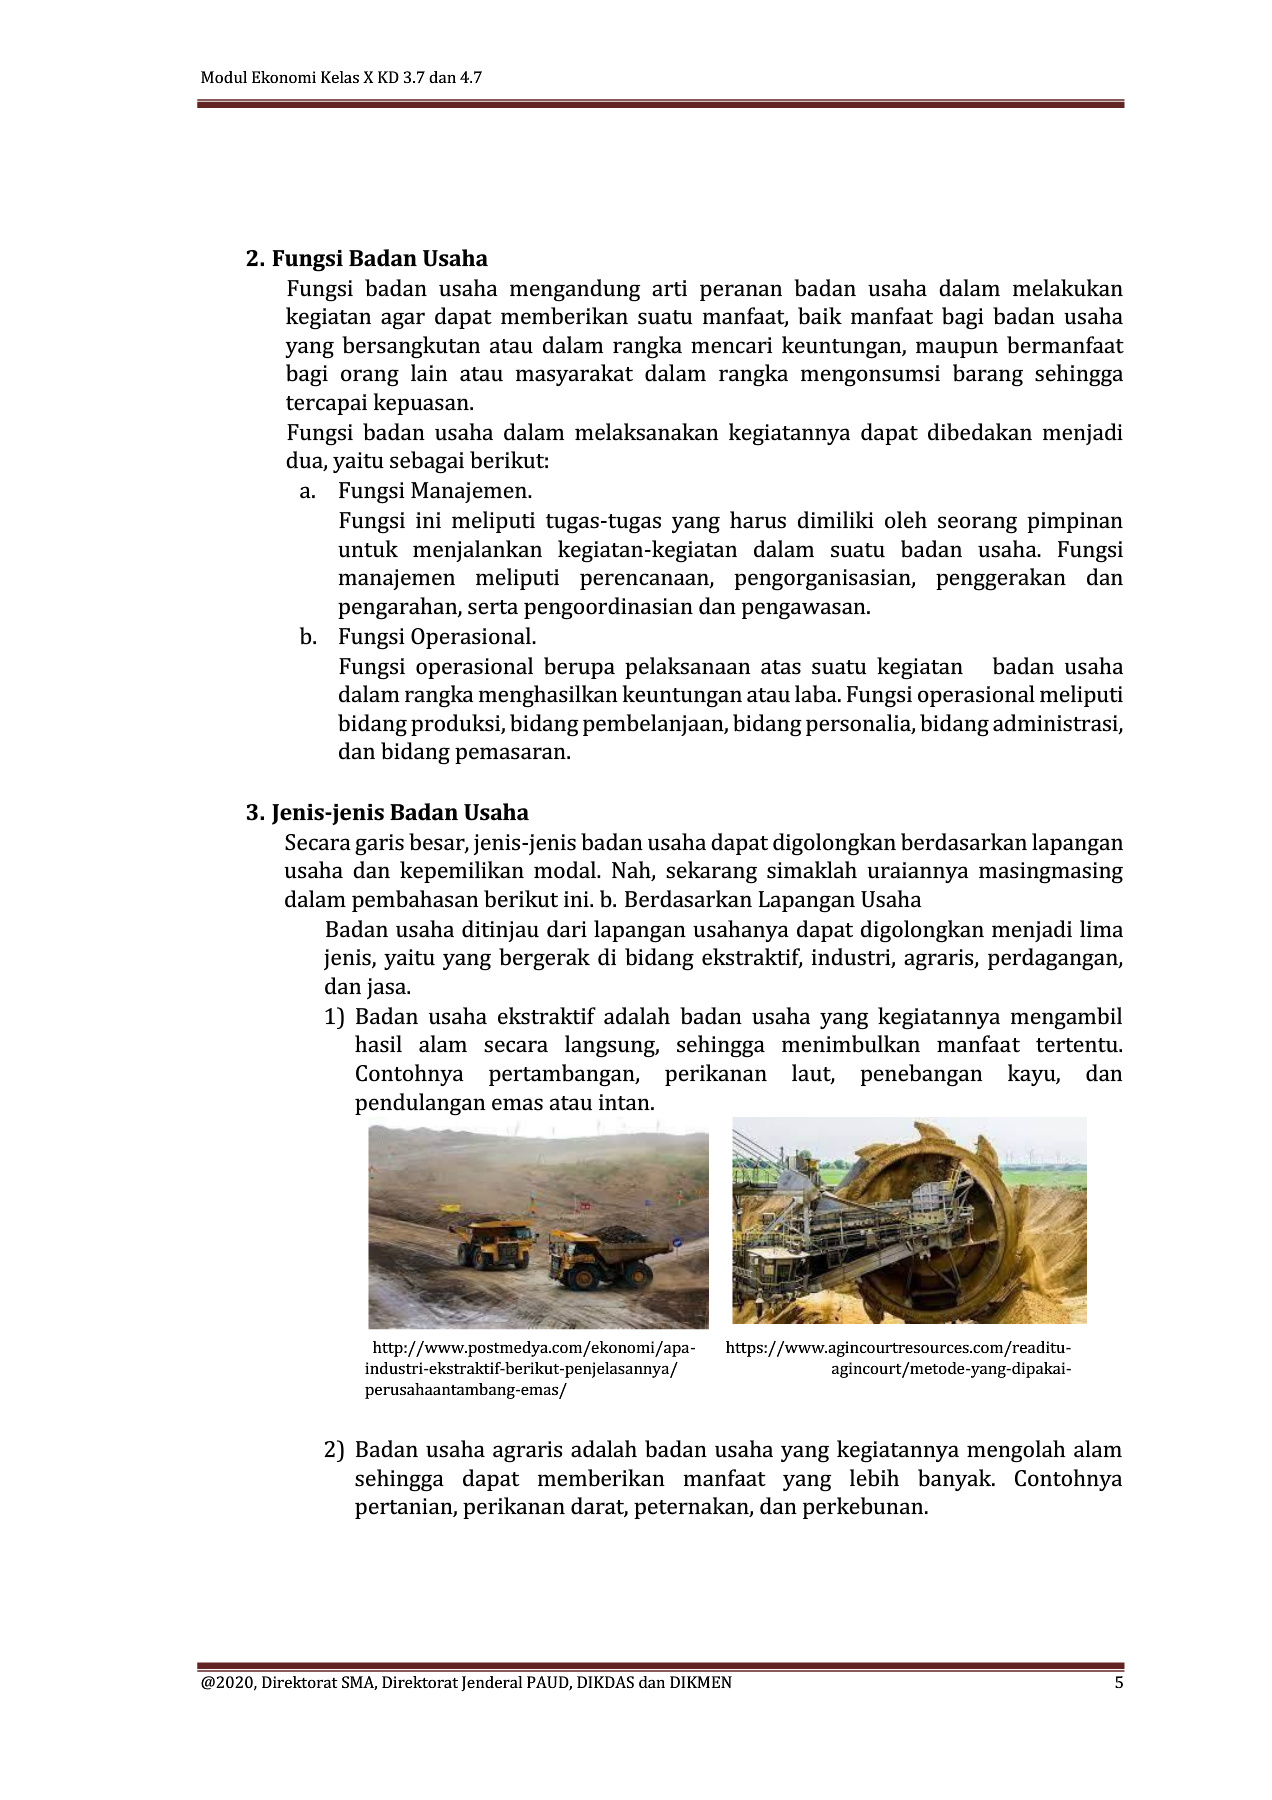 Modul Ekonomi Kelas X KD 3.7 dan 4.7
2. Fungsi Badan Usaha
Fungsi badan usaha mengandung arti peranan badan usaha dalam melakukan
kegiatan agar dapat memberikan suatu manfaat, baik manfaat bagi badan usaha
yang bersangkutan atau dalam rangka mencari keuntungan, maupun bermanfaat
bagi orang lain atau masyarakat dalam rangka mengonsumsi barang sehingga
tercapai kepuasan.
Fungsi badan usaha dalam melaksanakan kegiatannya dapat dibedakan menjadi
dua, yaitu sebagai berikut:
a. Fungsi Manajemen.
Fungsi ini meliputi tugas-tugas yang harus dimiliki oleh seorang pimpinan
untuk menjalankan kegiatan-kegiatan dalam suatu badan usaha. Fungsi
manajemen meliputi perencanaan, pengorganisasian, penggerakan dan
pengarahan, serta pengoordinasian dan pengawasan.
b. Fungsi Operasional.
Fungsi operasional berupa pelaksanaan atas suatu kegiatan badan usaha
dalam rangka menghasilkan keuntungan atau laba. Fungsi operasional meliputi
bidang produksi, bidang pembelanjaan, bidang personalia, bidang administrasi,
dan bidang pemasaran.
3. Jenis-jenis Badan Usaha
Secara garis besar, jenis-jenis badan usaha dapat digolongkan berdasarkan lapangan
usaha dan kepemilikan modal. Nah, sekarang simaklah uraiannya masingmasing
dalam pembahasan berikut ini. b. Berdasarkan Lapangan Usaha
Badan usaha ditinjau dari lapangan usahanya dapat digolongkan menjadi lima
jenis, yaitu yang bergerak di bidang ekstraktif, industri, agraris, perdagangan,
dan jasa.
1) Badan usaha ekstraktif adalah badan usaha yang kegiatannya mengambil
hasil alam secara langsung, sehingga menimbulkan manfaat tertentu.
Contohnya pertambangan, perikanan laut, penebangan kayu, dan
pendulangan emas atau intan.
http://www.postmedya.com/ekonomi/apa-
industri-ekstraktif-berikut-penjelasannya/
perusahaantambang-emas/
https://www.agincourtresources.com/readitu-
agincourt/metode-yang-dipakai-
2) Badan usaha agraris adalah badan usaha yang kegiatannya mengolah alam
sehingga dapat memberikan manfaat yang lebih banyak. Contohnya
pertanian, perikanan darat, peternakan, dan perkebunan.
@2020, Direktorat SMA, Direktorat Jenderal PAUD, DIKDAS dan DIKMEN 5